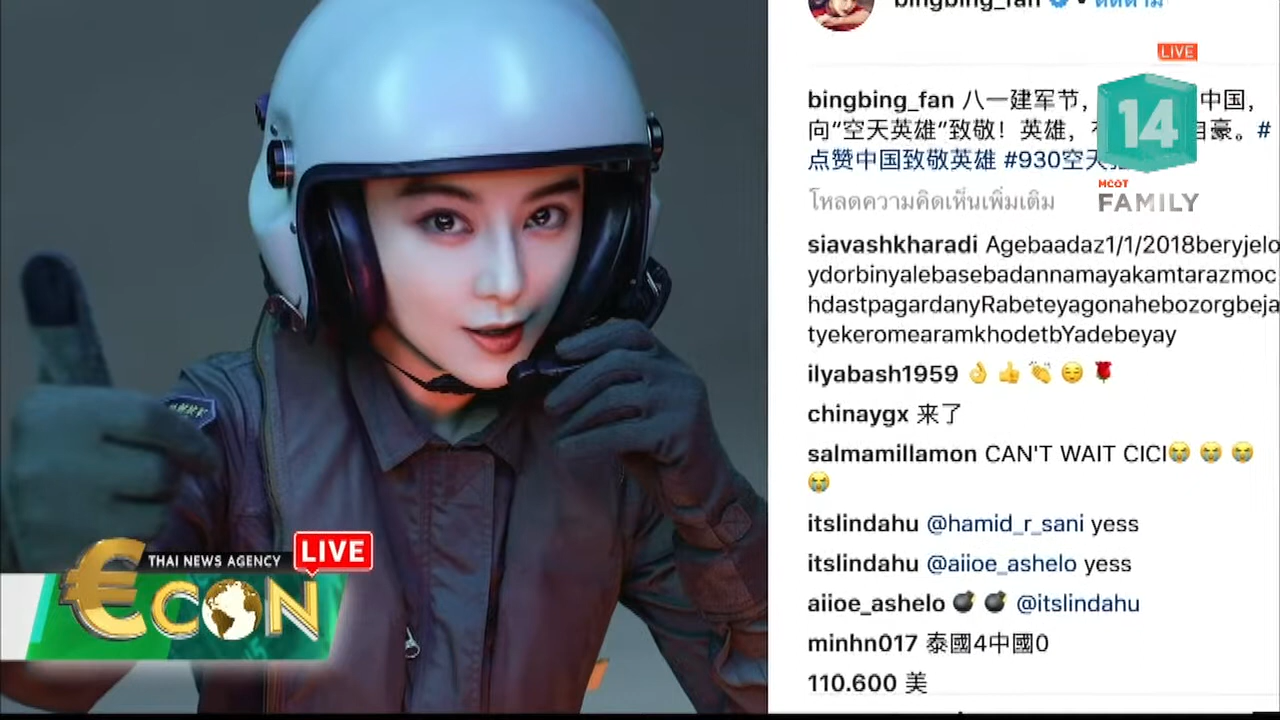 LIVE
bingbing_fan 八一建军节，中国，
14
向“空天英雄”致敬！英雄，自豪。#
点赞中国致敬英雄 #930空天
MCOT
FAMILY
โหลดความคิดเห็นเพิ่มเติม
siavashkharadi Agebaadaz1/1/2018beryjelo
ydorbinyalebasebadannamayakamtarazmoc
hdastpagardanyRabeteyagonahebozorgbeja
tyekeromearamkhodetbYadebeyay
ilyabash1959 👌 👍 👏 😌 🌹
chinaygx 来了
salmamillamon CAN'T WAIT CICI😭 😭 😭
😭
itslindahu @hamid_r_sani yess
itslindahu @aiioe_ashelo yess
aiioe_ashelo 💣 💣 @itslindahu
minhn017 泰國4中國0
110.600 美
THAI NEWS AGENCY
LIVE
€CON